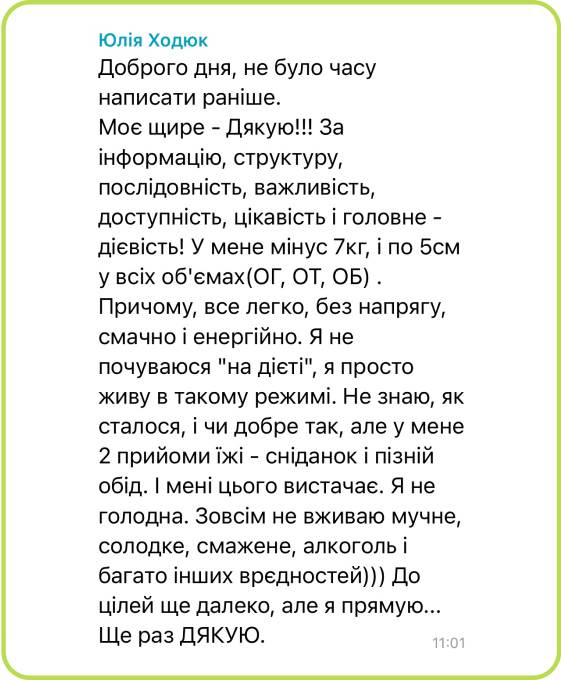 Юлія Ходюк
Доброго дня, не було часу
написати раніше.
Моє щире - Дякую!!! За
інформацію, структуру,
послідовність, важливість,
доступність, цікавість і головне -
дієвість! У мене мінус 7кг, і по 5см
у всіх об'ємах(ОГ, ОТ, ОБ) .
Причому, все легко, без напрягу,
смачно і енергійно. Я не
почуваюся "на дієті", я просто
живу в такому режимі. Не знаю, як
сталося, і чи добре так, але у мене
2 прийоми їжі - сніданок і пізній
обід. І мені цього вистачає. Я не
голодна. Зовсім не вживаю мучне,
солодке, смажене, алкоголь і
багато інших врєдностей))) До
цілей ще далеко, але я прямую...
Ще раз ДЯКУЮ.
11:01